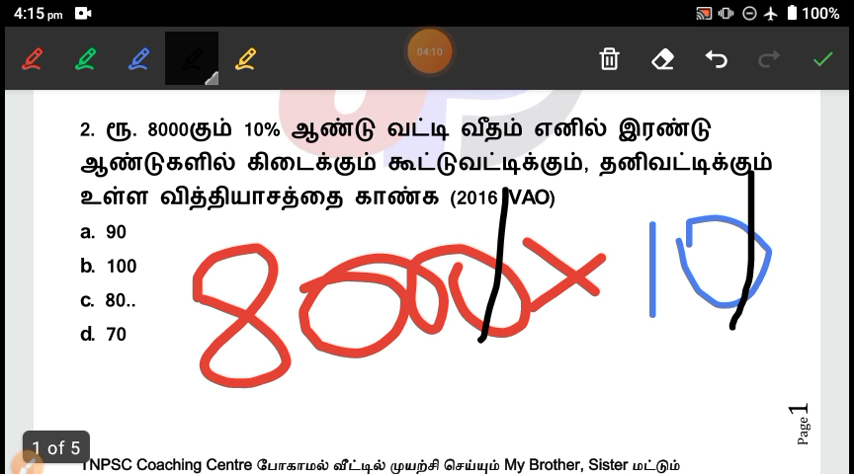 4:15 pm 100%
04:10
2. ரூ. 8000கும் 10% ஆண்டு வட்டி வீதம் எனில் இரண்டு
ஆண்டுகளில் கிடைக்கும் கூட்டுவட்டிக்கும், தனிவட்டிக்கும்
உள்ள வித்தியாசத்தை காண்க (2016 VAO)
a. 90
b. 100
c. 80..
d. 70
8000 × 10
Page 1
1 of 5
TNPSC Coaching Centre போகாமல் வீட்டில் முயற்சி செய்யும் My Brother, Sister மட்டும்